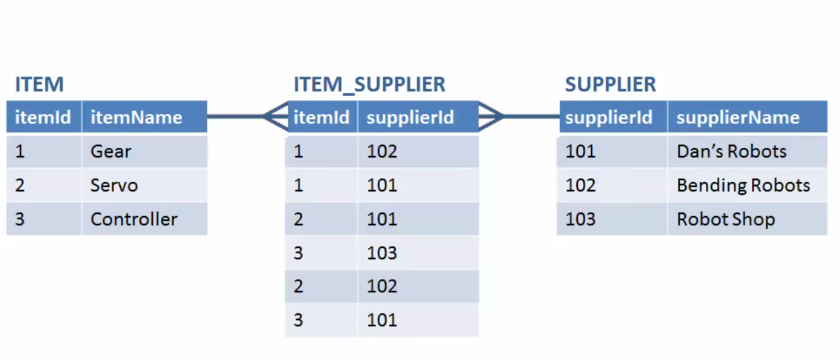 ITEM
itemId itemName
1 Gear
2 Servo
3 Controller
ITEM_SUPPLIER
itemId supplierId
1 102
1 101
2 101
3 103
2 102
3 101
SUPPLIER
supplierId supplierName
101 Dan's Robots
102 Bending Robots
103 Robot Shop